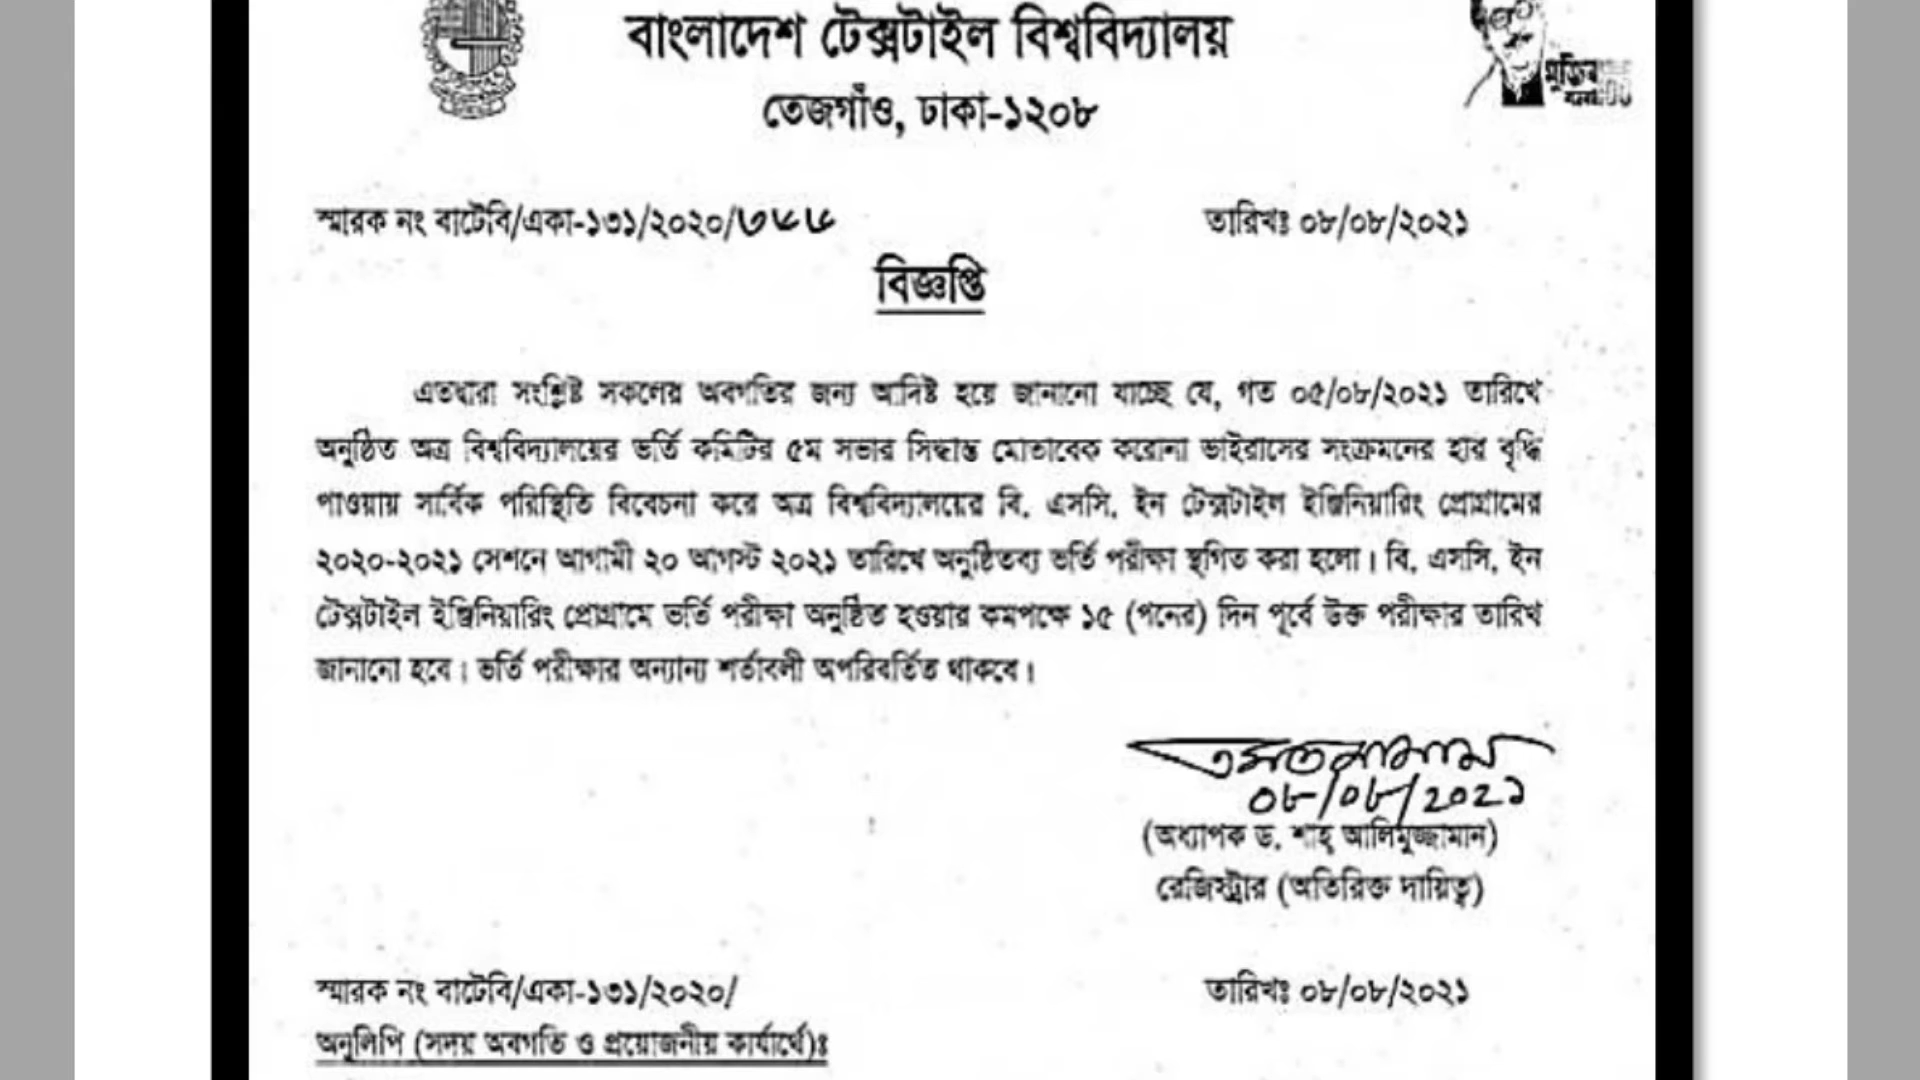 বাংলাদেশ টেক্সটাইল বিশ্ববিদ্যালয়
তেজগাঁও, ঢাকা-১২০৮
স্মারক নং বাটেবি/একা-১৩১/২০২০/৩৮৮
তারিখঃ ০৮/০৮/২০২১
বিজ্ঞপ্তি
এতদ্বারা সংশ্লিষ্ট সকলের অবগতির জন্য আদিষ্ট হয়ে জানানো যাচ্ছে যে, গত ০৫/০৮/২০২১ তারিখে
অনুষ্ঠিত অত্র বিশ্ববিদ্যালয়ের ভর্তি কমিটির ৫ম সভার সিদ্ধান্ত মোতাবেক করোনা ভাইরাসের সংক্রমনের হার বৃদ্ধি
পাওয়ায় সার্বিক পরিস্থিতি বিবেচনা করে অত্র বিশ্ববিদ্যালয়ের বি. এসসি. ইন টেক্সটাইল ইঞ্জিনিয়ারিং প্রোগ্রামের
২০২০-২০২১ সেশনে আগামী ২০ আগস্ট ২০২১ তারিখে অনুষ্ঠিতব্য ভর্তি পরীক্ষা স্থগিত করা হলো। বি. এসসি. ইন
টেক্সটাইল ইঞ্জিনিয়ারিং প্রোগ্রামে ভর্তি পরীক্ষা অনুষ্ঠিত হওয়ার কমপক্ষে ১৫ (পনের) দিন পূর্বে উক্ত পরীক্ষার তারিখ
জানানো হবে। ভর্তি পরীক্ষার অন্যান্য শর্তাবলী অপরিবর্তিত থাকবে।
০৮/০৮/২০২১
(অধ্যাপক ড. শাহ্ আলিমুজ্জামান)
রেজিস্ট্রার (অতিরিক্ত দায়িত্ব)
স্মারক নং বাটেবি/একা-১৩১/২০২০/
তারিখঃ ০৮/০৮/২০২১
অনুলিপি (সদয় অবগতি ও প্রয়োজনীয় কার্যার্থে)ঃ